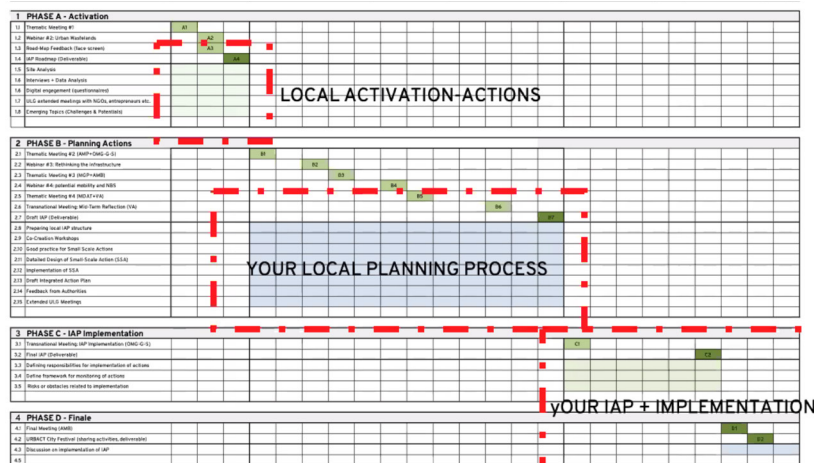 1 PHASE A - Activation
1.1 Thematic Meeting #1 A1
1.2 Webinar #2: Urban Wastelands A2
1.3 Road-Map Feedback (face screen) A3
1.4 IAP Roadmap (Deliverable) A4
1.5 Site Analysis
1.6 Interviews + Data Analysis
1.6 Digital engagement (questionnaires)
1.7 ULG extended meetings with NGOs, entrepreneurs etc.
1.8 Emerging Topics (Challenges & Potentials)
LOCAL ACTIVATION-ACTIONS
2 PHASE B - Planning Actions
2.1 Thematic Meeting #2 (AMP+OMG-G-S) B1
2.2 Webinar #3: Rethinking the infrastructure B2
2.3 Thematic Meeting #3 (MGP+AMB) B3
2.4 Webinar #4: potential mobility and NBS B4
2.5 Thematic Meeting #4 (MDAT+VA) B5
2.6 Transnational Meeting: Mid-Term Reflection (VA) B6
2.7 Draft IAP (Deliverable) B7
2.8 Preparing local IAP structure
2.9 Co-Creation Workshops
2.10 Good practice for Small Scale Actions
2.11 Detailed Design of Small-Scale Action (SSA)
2.12 Implementation of SSA
2.13 Draft Integrated Action Plan
2.14 Feedback from Authorities
2.15 Extended ULG Meetings
YOUR LOCAL PLANNING PROCESS
3 PHASE C - IAP Implementation
3.1 Transnational Meeting: IAP Implementation (OMG-G-S) C1
3.2 Final IAP (Deliverable)
3.3 Defining responsibilities for implementation of actions
3.4 Define framework for monitoring of actions
3.5 Risks or obstacles related to implementation
yOUR IAP + IMPLEMENTATION
4 PHASE D - Finale
4.1 Final Meeting (AMB) D1
4.2 URBACT City Festival (sharing activities, deliverable)
4.3 Discussion on implementation of IAP
4.5